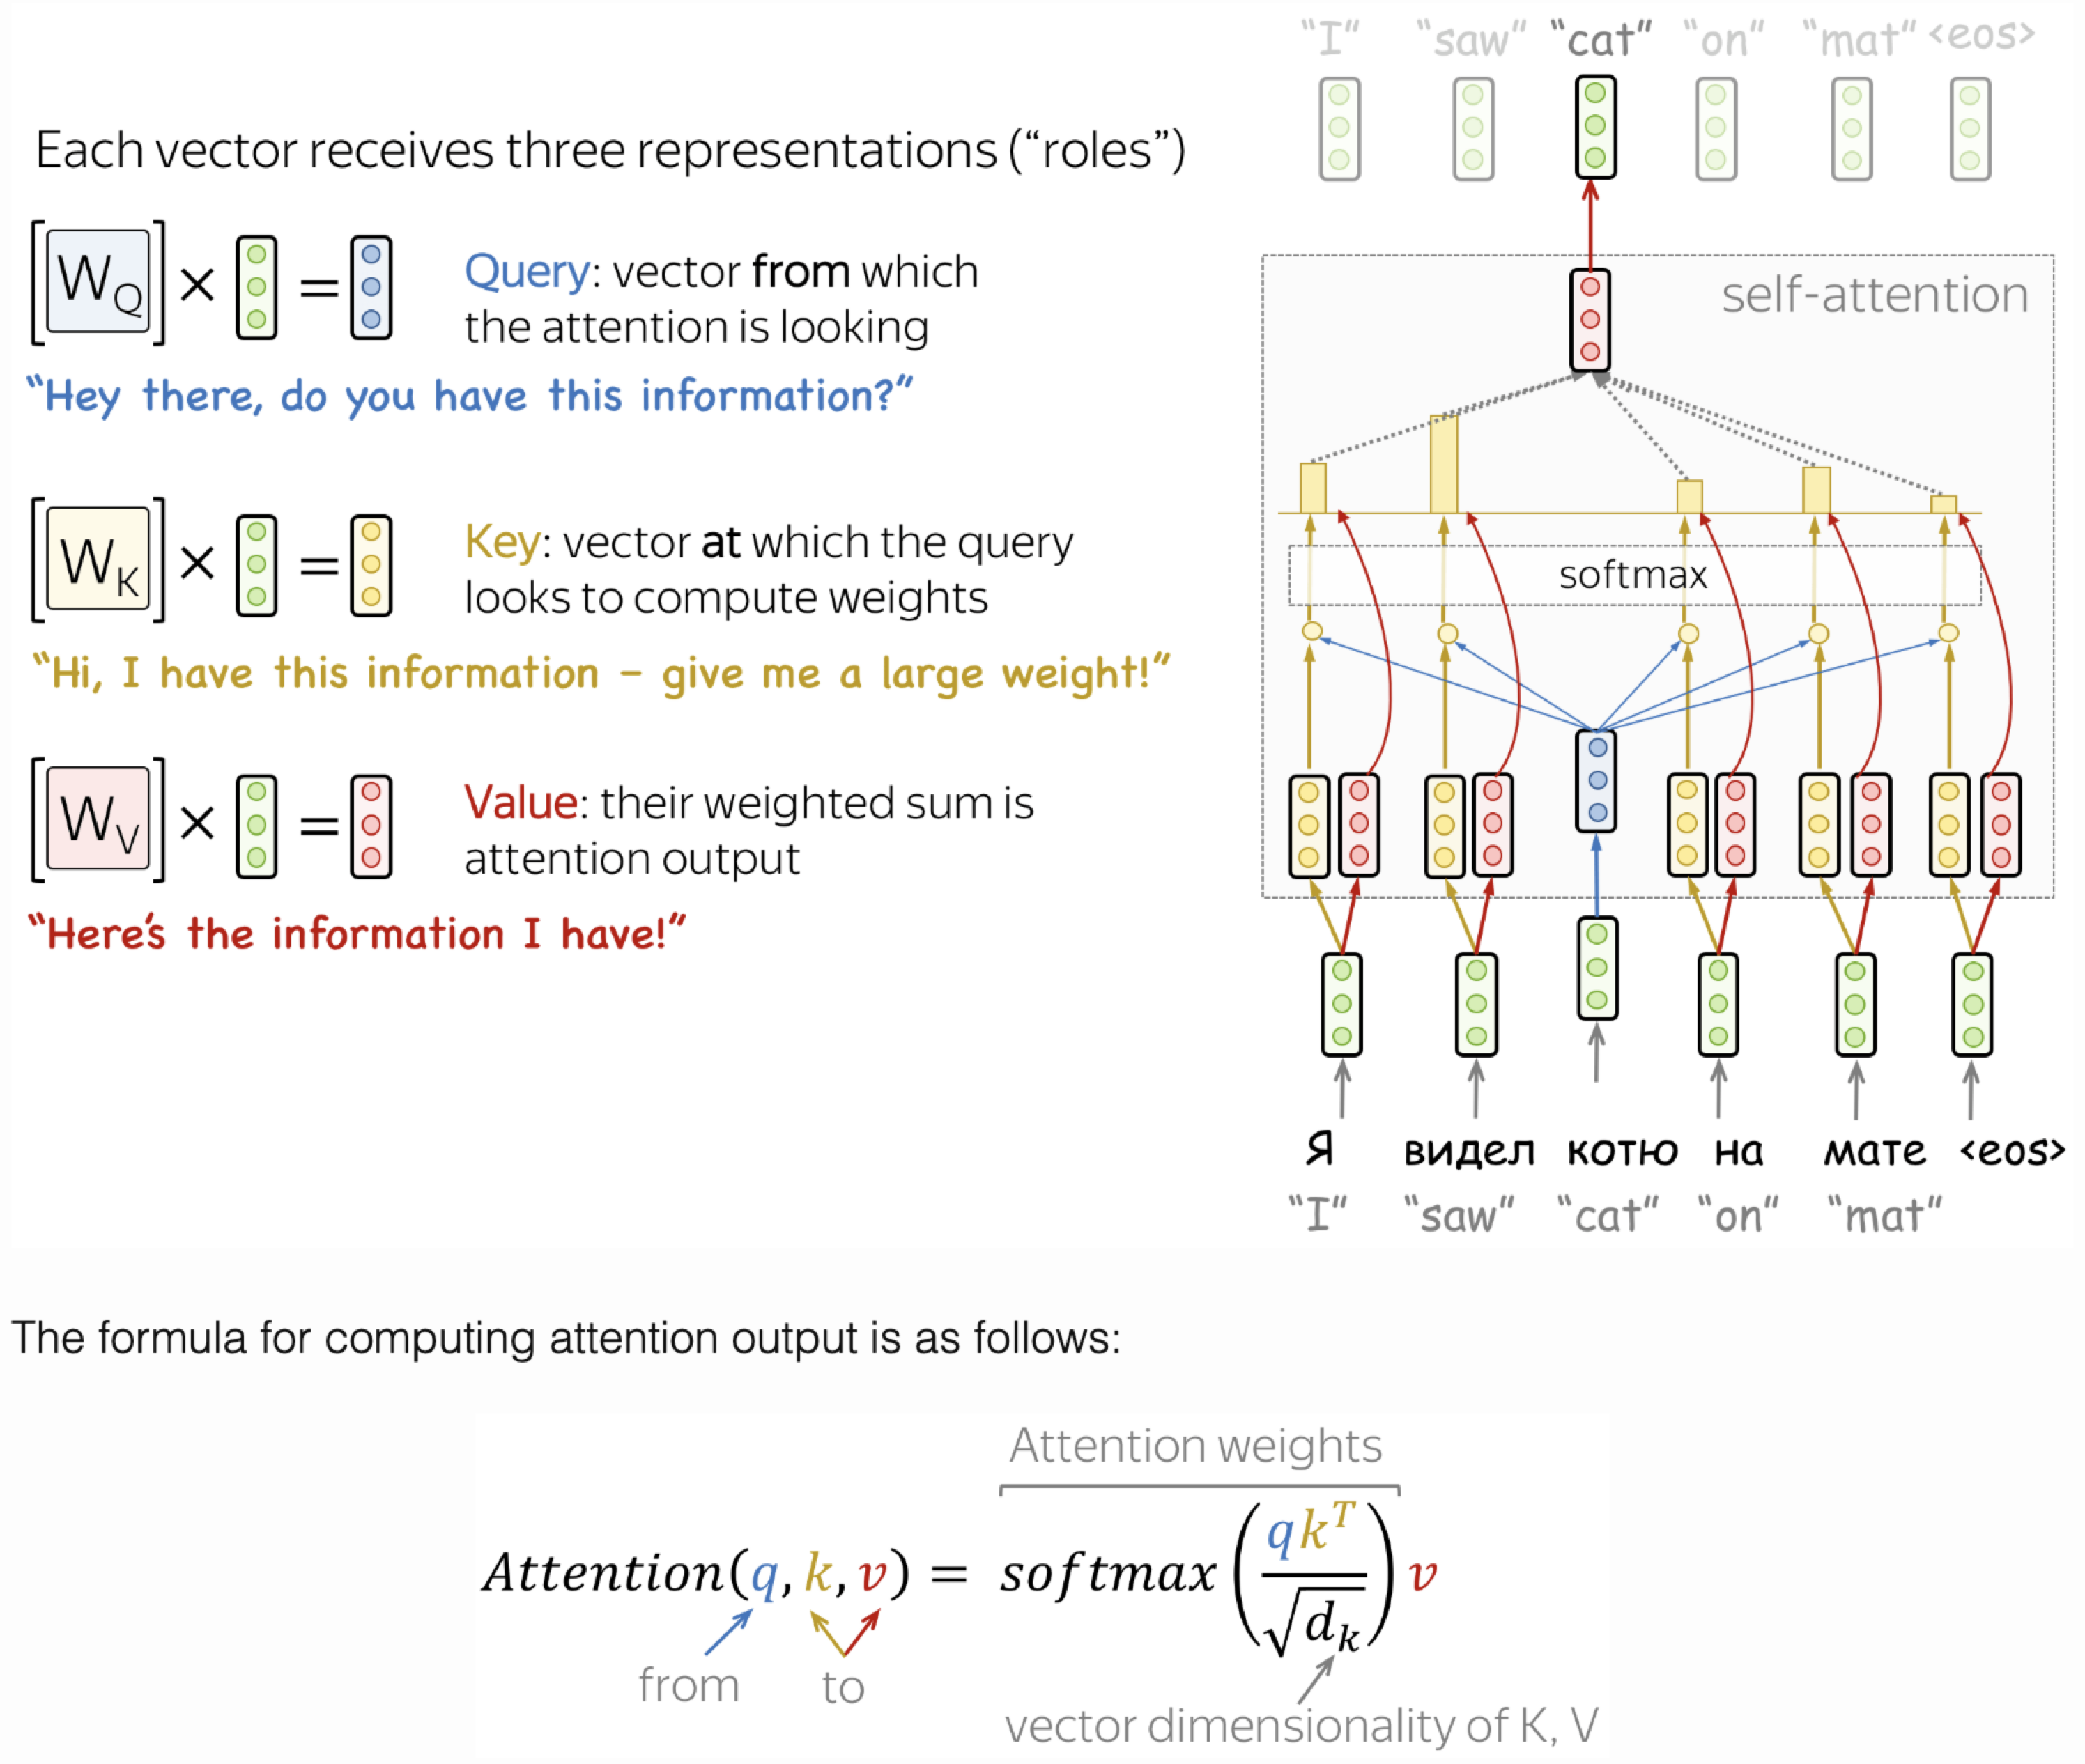 Each vector receives three representations (“roles”)
[W_Q] × =
Query: vector from which
the attention is looking
“Hey there, do you have this information?”
[W_K] × =
Key: vector at which the query
looks to compute weights
“Hi, I have this information – give me a large weight!”
[W_V] × =
Value: their weighted sum is
attention output
“Here’s the information I have!”
“I” “saw” “cat” “on” “mat” <eos>
self-attention
softmax
Я видел котю на мате <eos>
“I” “saw” “cat” “on” “mat”
The formula for computing attention output is as follows:
Attention weights
Attention(q, k, v) = softmax(qk^T / √d_k) v
from to
vector dimensionality of K, V